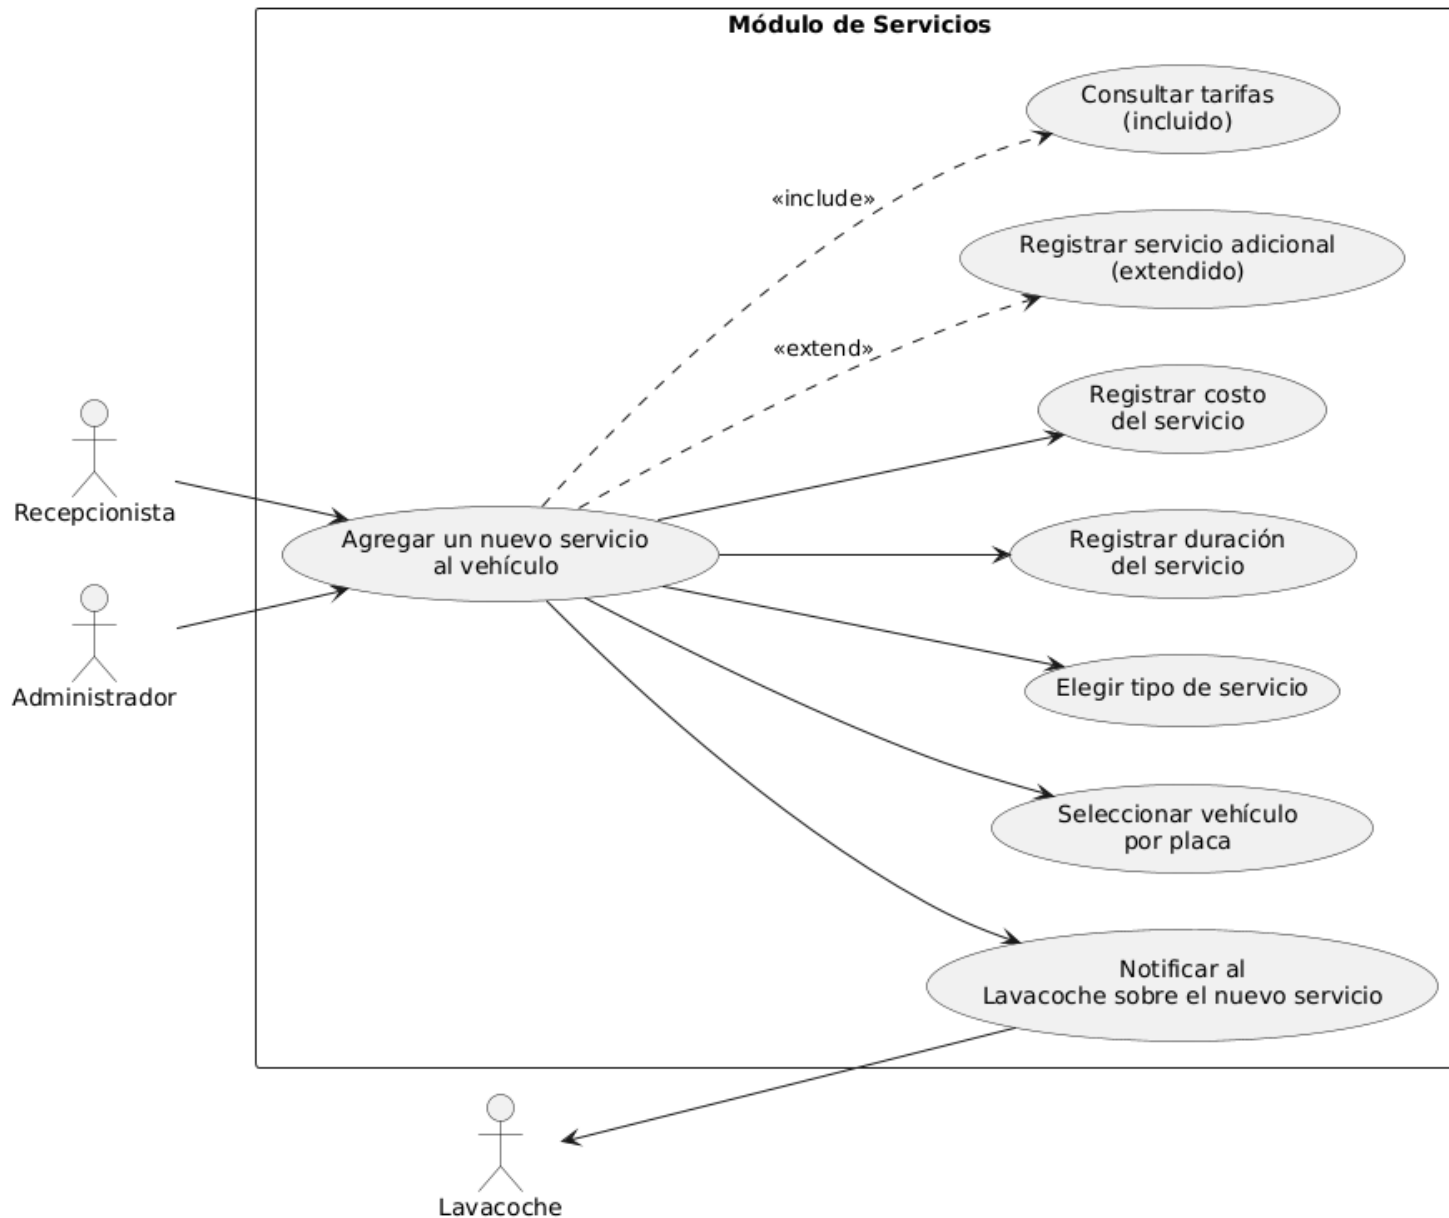 Módulo de Servicios
Consultar tarifas
(incluido)
«include»
Registrar servicio adicional
(extendido)
«extend»
Registrar costo
del servicio
Recepcionista
Agregar un nuevo servicio
al vehículo
Registrar duración
del servicio
Administrador
Elegir tipo de servicio
Seleccionar vehículo
por placa
Notificar al
Lavacoche sobre el nuevo servicio
Lavacoche